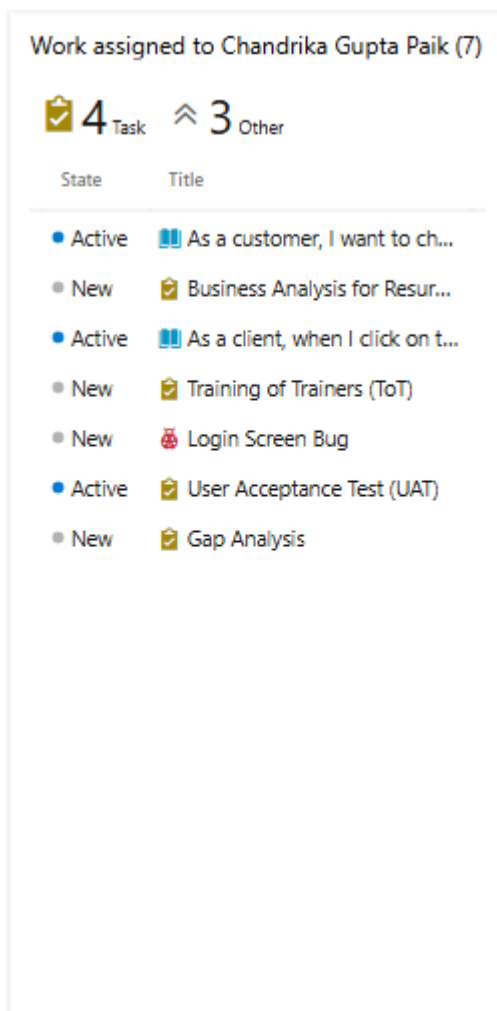 Work assigned to Chandrika Gupta Paik (7)
4 Task 3 Other
State Title
Active As a customer, I want to ch...
New Business Analysis for Resur...
Active As a client, when I click on t...
New Training of Trainers (ToT)
New Login Screen Bug
Active User Acceptance Test (UAT)
New Gap Analysis